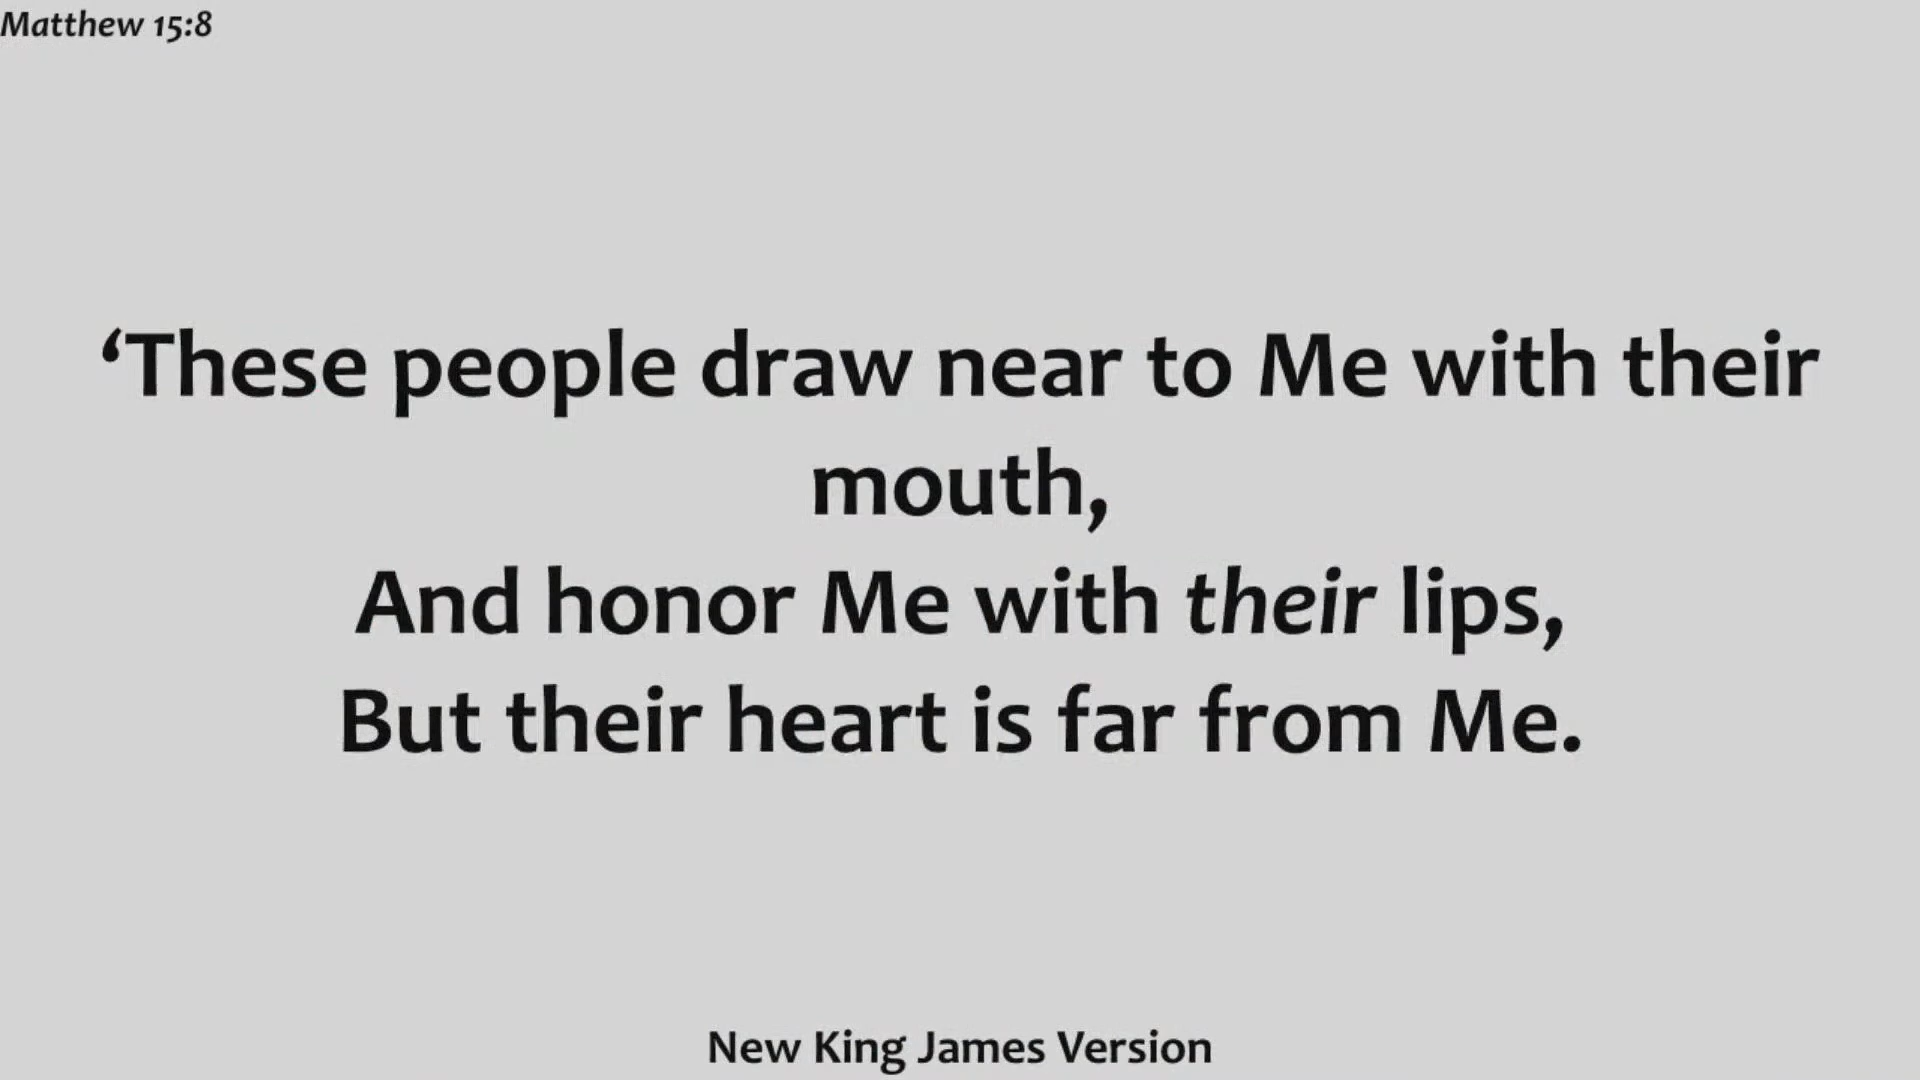 Matthew 15:8
‘These people draw near to Me with their
mouth,
And honor Me with their lips,
But their heart is far from Me.
New King James Version